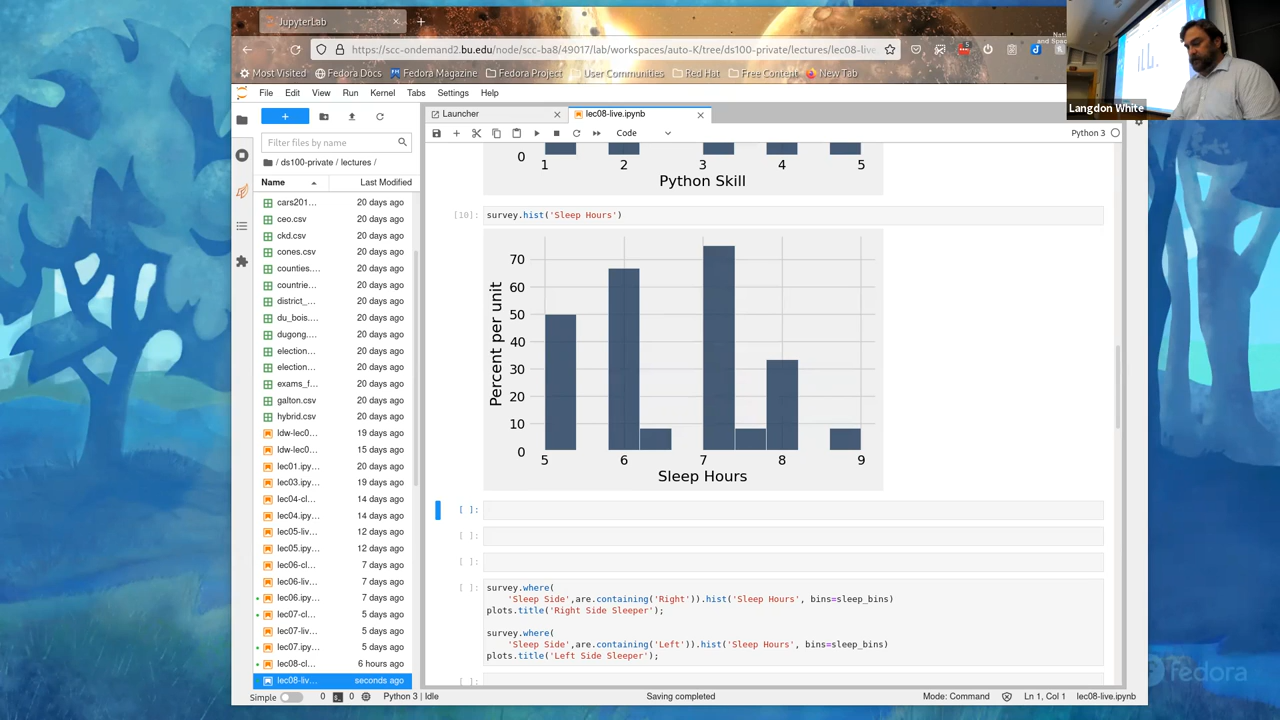 JupyterLab
https://scc-ondemand2.bu.edu/node/scc-ba8/49017/lab/workspaces/auto-K/tree/ds100-private/lectures/lec08-live.
Most Visited Fedora Docs Fedora Magazine Fedora Project User Communities Red Hat Free Content New Tab
Langdon White
File Edit View Run Kernel Tabs Settings Help
Launcher lec08-live.ipynb
Filter files by name
Code
Python 3
/ ds100-private / lectures /
Name Last Modified
cars201... 20 days ago
ceo.csv 20 days ago
ckd.csv 20 days ago
cones.csv 20 days ago
counties.... 20 days ago
countrie... 20 days ago
district_... 20 days ago
du_bois.... 20 days ago
dugong.... 20 days ago
election... 20 days ago
election... 20 days ago
exams_f... 20 days ago
galton.csv 20 days ago
hybrid.csv 20 days ago
ldw-lec0... 19 days ago
ldw-lec0... 15 days ago
lec01.ipy... 20 days ago
lec03.ipy... 19 days ago
lec04-cl... 14 days ago
lec04.ipy... 14 days ago
lec05-liv... 12 days ago
lec05.ipy... 12 days ago
lec06-cl... 7 days ago
lec06-liv... 7 days ago
lec06.ipy... 7 days ago
lec07-cl... 5 days ago
lec07-liv... 5 days ago
lec07.ipy... 5 days ago
lec08-cl... 6 hours ago
lec08-liv... seconds ago
0
1 2 3 4 5
Python Skill
[10]: survey.hist('Sleep Hours')
Percent per unit
70
60
50
40
30
20
10
0
5 6 7 8 9
Sleep Hours
[ ]:
[ ]:
[ ]:
[ ]: survey.where(
'Sleep Side',are.containing('Right')).hist('Sleep Hours', bins=sleep_bins)
plots.title('Right Side Sleeper');
survey.where(
'Sleep Side',are.containing('Left')).hist('Sleep Hours', bins=sleep_bins)
plots.title('Left Side Sleeper');
[ ]:
Simple 0 1 Python 3 | Idle Saving completed Mode: Command Ln 1, Col 1 lec08-live.ipynb
fedora